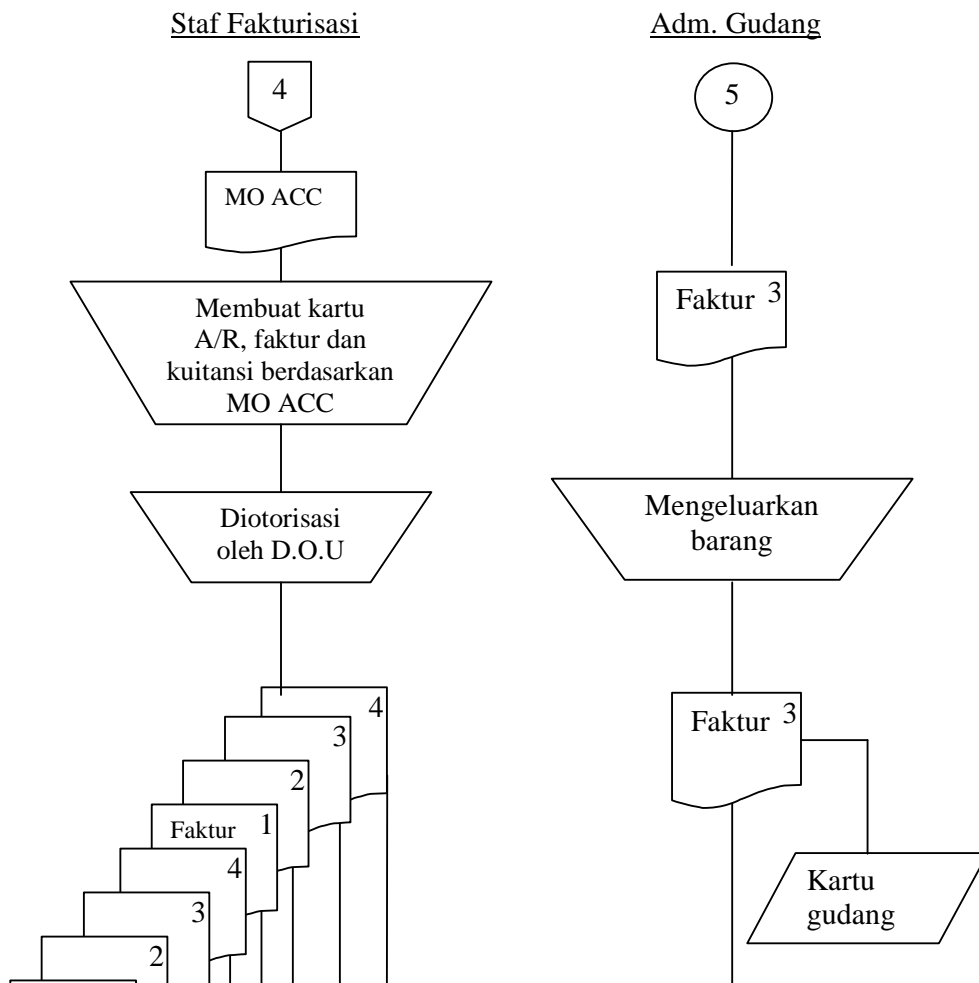 Staf Fakturisasi
4
MO ACC
Membuat kartu
A/R, faktur dan
kuitansi berdasarkan
MO ACC
Diotorisasi
oleh D.O.U
4
3
2
Faktur 1
4
3
2
Adm. Gudang
5
Faktur 3
Mengeluarkan
barang
Faktur 3
Kartu
gudang